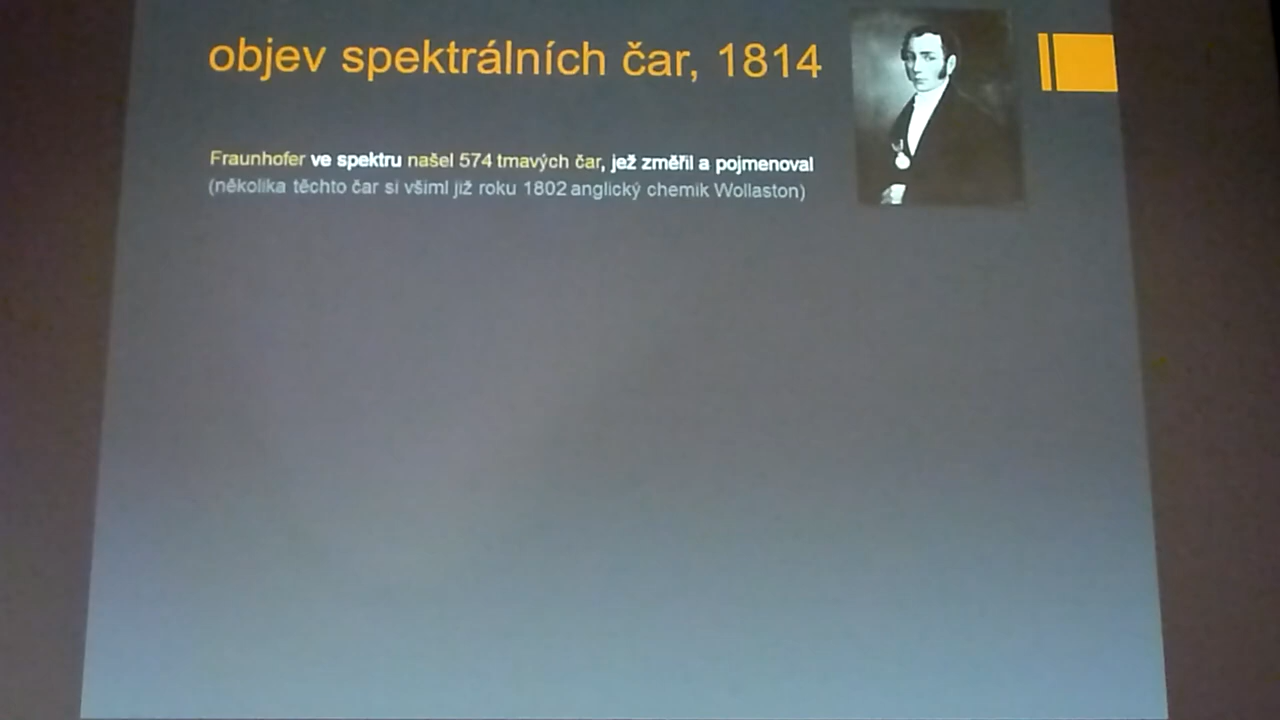 objev spektrálních čar, 1814
Fraunhofer ve spektru našel 574 tmavých čar, jež změřil a pojmenoval
(několika těchto čar si všiml již roku 1802 anglický chemik Wollaston)